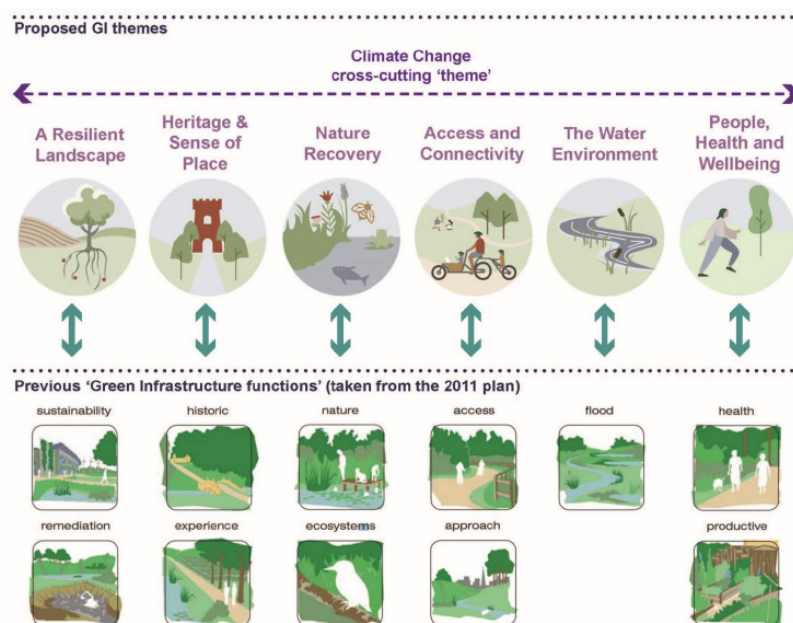 Proposed GI themes
Climate Change
cross-cutting ‘theme’
A Resilient
Landscape
Heritage &
Sense of
Place
Nature
Recovery
Access and
Connectivity
The Water
Environment
People,
Health and
Wellbeing
Previous ‘Green Infrastructure functions’ (taken from the 2011 plan)
sustainability
historic
nature
access
flood
health
remediation
experience
ecosystems
approach
productive